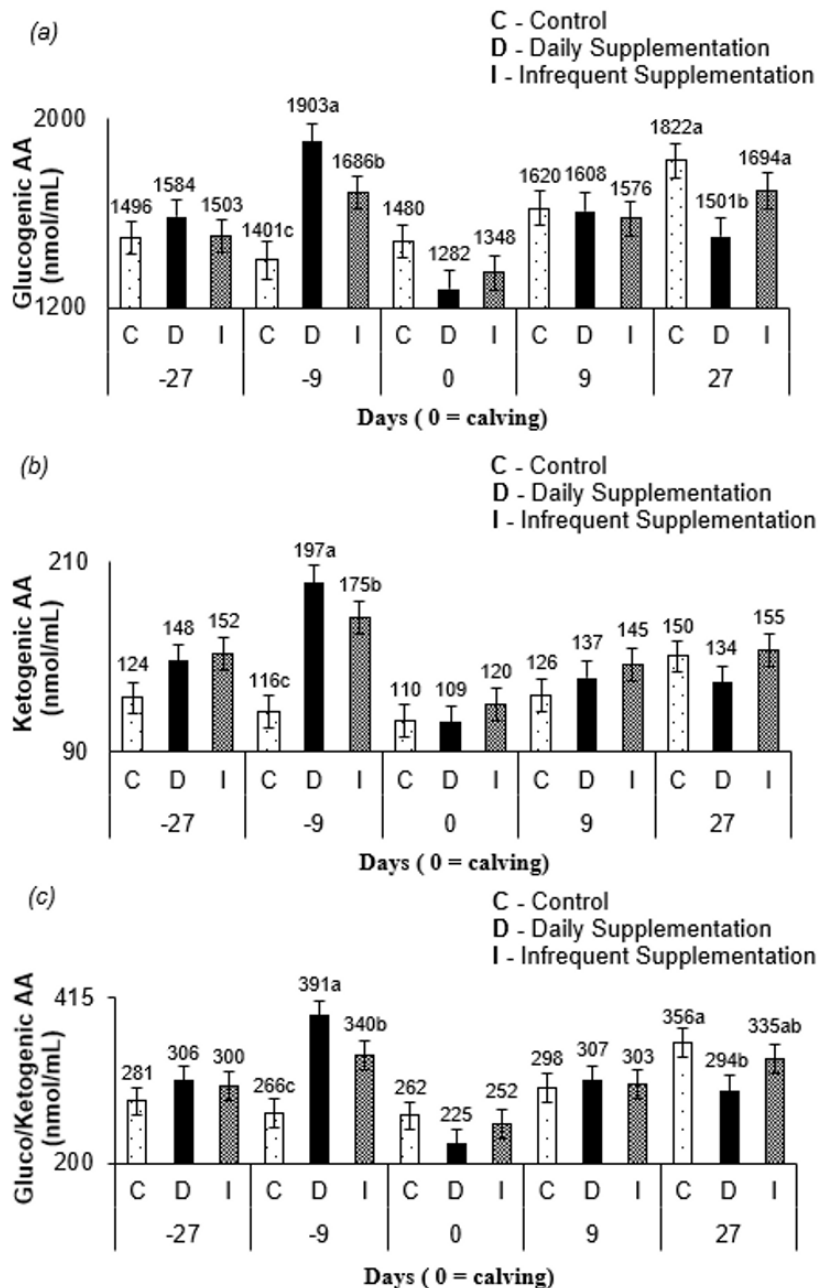 (a)
C - Control
D - Daily Supplementation
I - Infrequent Supplementation
Glucogenic AA
(nmol/mL)
2000
1200
1496 1584 1503 1401c 1903a 1686b 1480 1282 1348 1620 1608 1576 1822a 1501b 1694a
C D I C D I C D I C D I C D I
-27 -9 0 9 27
Days ( 0 = calving)
(b)
C - Control
D - Daily Supplementation
I - Infrequent Supplementation
Ketogenic AA
(nmol/mL)
210
90
124 148 152 116c 197a 175b 110 109 120 126 137 145 150 134 155
C D I C D I C D I C D I C D I
-27 -9 0 9 27
Days ( 0 = calving)
(c)
C - Control
D - Daily Supplementation
I - Infrequent Supplementation
Gluco/Ketogenic AA
(nmol/mL)
415
200
281 306 300 266c 391a 340b 262 225 252 298 307 303 356a 294b 335ab
C D I C D I C D I C D I C D I
-27 -9 0 9 27
Days ( 0 = calving)